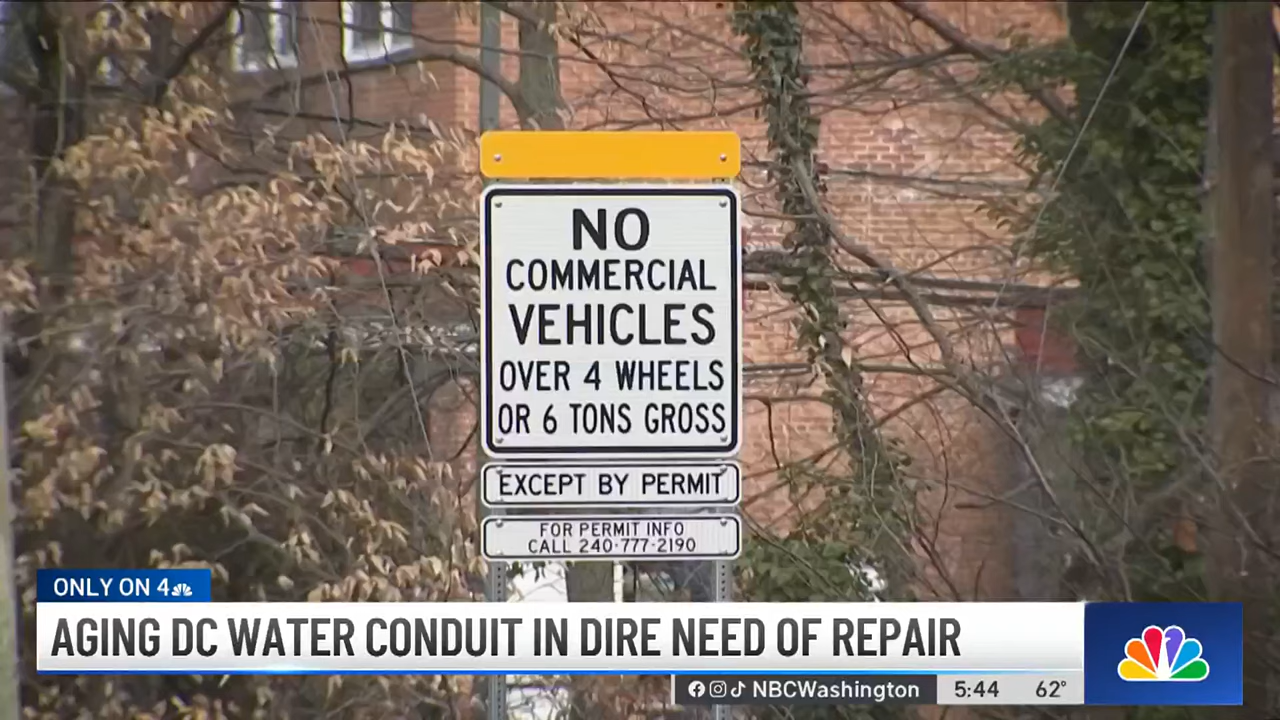 NO
COMMERCIAL
VEHICLES
OVER 4 WHEELS
OR 6 TONS GROSS
EXCEPT BY PERMIT
FOR PERMIT INFO
CALL 240-777-2190
ONLY ON 4
AGING DC WATER CONDUIT IN DIRE NEED OF REPAIR
NBCWashington 5:44 62°